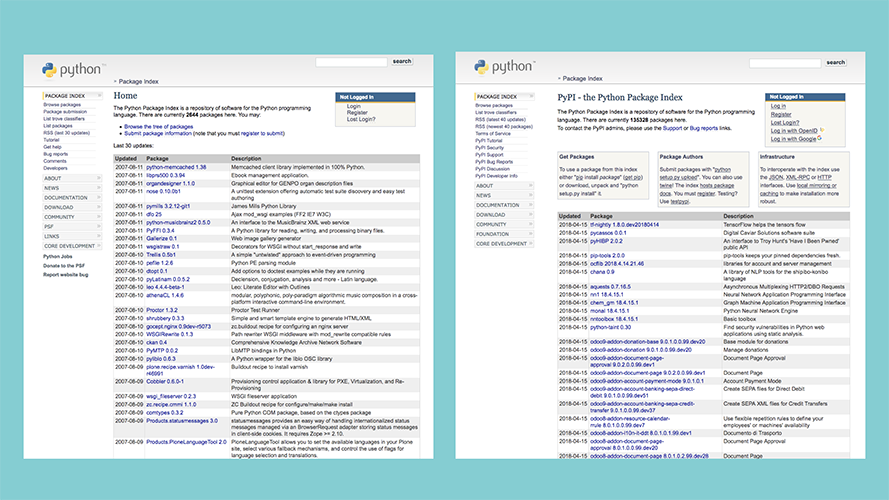 python™
search
» Package Index
PACKAGE INDEX »
Browse packages
Package submission
List trove classifiers
List packages
RSS (last 30 updates)
Tutorial
Get help
Bug reports
Comments
Developers
ABOUT »
NEWS »
DOCUMENTATION »
DOWNLOAD »
COMMUNITY »
PSF »
LINKS
CORE DEVELOPMENT »
Python Jobs
Donate to the PSF
Report website bug
Home
The Python Package Index is a repository of software for the Python programming
language. There are currently 2644 packages here. You may:
• Browse the tree of packages
• Submit package information (note that you must register to submit)
Last 30 updates:
Not Logged In
Login
Register
Lost Login?
Updated Package Description
2007-08-11 python-memcached 1.38 Memcached client library implemented in 100% Python.
2007-08-11 libprs500 0.3.94 Ebook management application.
2007-08-11 organdesigner 1.1.0 Graphical editor for GENPO organ description files
2007-08-11 nose 0.10.0b1 A unittest extension offering automatic test suite discovery and easy test
authoring
2007-08-11 pymills 3.2.12-git1 James Mills Python Library
2007-08-11 dfo 25 Ajax mod_wsgi directories (FF2 IE7 W3C)
2007-08-11 python-musicbrainz2 0.5.0 An interface to the MusicBrainz XML web service
2007-08-11 PyFFI 0.3.4 A Python library for reading, writing, and processing binary files.
2007-08-11 Gallerize 0.1 Web image gallery generator
2007-08-11 wsgistraw 0.1 Decorators for WSGI without start_response and write
2007-08-10 Trellis 0.5b1 A simple "untwisted" approach to event-driven programming
2007-08-10 pefile 1.2.6 Python PE parsing module
2007-08-10 dtopt 0.1 Add options to doctest examples while they are running
2007-08-10 pyLatinam 0.0.5.2 Declension, conjugation, analysis and more - Latin language.
2007-08-10 leo 4.4.4-beta-1 Leo: Literate Editor with Outlines
2007-08-10 athenaCL 1.4.6 modular, polyphonic, poly-paradigm algorithmic music composition in a cross-
platform interactive command-line environment.
2007-08-10 Proctor 1.3.2 Proctor Test Runner
2007-08-10 shrubbery 0.3.3 Simple and smart template engine to generate HTML/XML
2007-08-10 gocept.nginx 0.9dev-r5073 zc.buildout recipe for configuring an nginx server
2007-08-10 WSGIRewrite 0.1.3 Path rewriter WSGI middleware with mod_rewrite compatible rules
2007-08-10 ckan 0.4 Comprehensive Knowledge Archive Network Software
2007-08-10 PyMTP 0.0.2 LibMTP bindings in Python
2007-08-10 pyliblo 0.6.3 A Python wrapper for the liblo OSC library
2007-08-09 plone.recipe.varnish 1.0dev- Buildout recipe to install varnish
r46991
2007-08-09 Cobbler 0.6.0-1 Provisioning control application & library for PXE, Virtualization, and Re-
Provisioning
2007-08-09 wsgi_fileserver 0.2.3 WSGI fileserver application
2007-08-09 zc.recipe.cmmi 1.1.0 ZC Buildout recipe for configure/make/make install
2007-08-09 comtypes 0.3.2 Pure Python COM package, based on the ctypes package
2007-08-09 Products.statusmessages 3.0 statusmessages provides an easy way of handling internationalized status
messages managed via an BrowserRequest adapter storing status messages
in client-side cookies. It requires Zope >= 2.10.
2007-08-09 Products.PloneLanguageTool 2.0 PloneLanguageTool allows you to set the available languages in your Plone
site, select various fallback mechanisms, and control the use of flags for
language selection and translations.
python™
search
» Package Index
PACKAGE INDEX »
Browse packages
List trove classifiers
RSS (latest 40 updates)
RSS (newest 40 packages)
Terms of Service
PyPI Tutorial
PyPI Security
PyPI Support
PyPI Bug Reports
PyPI Discussion
PyPI Developer Info
ABOUT »
NEWS »
DOCUMENTATION »
DOWNLOAD »
COMMUNITY »
FOUNDATION »
CORE DEVELOPMENT »
PyPI - the Python Package Index
The Python Package Index is a repository of software for the Python programming
language. There are currently 135328 packages here.
To contact the PyPI admins, please use the Support or Bug reports links.
Not Logged In
Log in
Register
Lost Login?
Log in with OpenID
Log in with Google
Get Packages
To use a package from this index
either "pip install package" (get pip)
or download, unpack and "python
setup.py install" it.
Package Authors
Submit packages with "python
setup.py upload". You can also use
twine! The index hosts package
docs. You must register. Testing?
Use testpypi.
Infrastructure
To interoperate with the index use
the JSON, XML-RPC or HTTP
interfaces. Use local mirroring or
caching to make installation more
robust.
Updated Package Description
2018-04-15 tf-nightly 1.8.0.dev20180414 TensorFlow helps the tensors flow
2018-04-15 pycassos 0.0.1 Digital Caviar Solutions software suite
2018-04-15 pyHIBP 2.0.2 An interface to Troy Hunt's 'Have I Been Pwned'
public API
2018-04-15 pip-tools 2.0.0 pip-tools keeps your pinned dependencies fresh.
2018-04-15 ocflib 2018.4.14.21.46 libraries for account and server management
2018-04-15 chana 0.9 A library of NLP tools for the shipibo-konibo
language
2018-04-15 aquests 0.7.16.5 Asynchronous Multiplexing HTTP2/DBO Requests
2018-04-15 nn1 18.4.15.1 Neural Network Application Programming Interface
2018-04-15 chem_gm 18.4.15.1 Graph Machine Application Programming Interface
2018-04-15 monal 18.4.15.1 Python Neural Network Engine
2018-04-15 nntoolbox 18.4.15.1 Basic toolbox
2018-04-15 python-taint 0.30 Find security vulnerabilities in Python web
applications using static analysis.
2018-04-15 odoo9-addon-donation-base 9.0.1.0.0.99.dev20 Base module for donations
2018-04-15 odoo9-addon-donation 9.0.1.0.0.99.dev20 Manage donations
2018-04-15 odoo9-addon-document-page- Document Page Approval
approval 9.0.2.0.0.dev1
2018-04-15 odoo9-addon-document-page 9.0.2.0.0.99.dev1 Document Page
2018-04-15 odoo9-addon-account-payment-mode 9.0.1.0.1 Account Payment Mode
2018-04-15 odoo9-addon-account-banking-sepa-direct- Create SEPA files for Direct Debit
debit 9.0.1.0.0.99.dev51
2018-04-15 odoo9-addon-account-banking-sepa-credit- Create SEPA XML files for Credit Transfers
transfer 9.0.1.0.0.99.dev37
2018-04-15 odoo8-addon-resource-calendar- Use flexible repetition rules to define your
rule 8.0.1.0.0.dev1 employees' or machines' availability
2018-04-15 odoo8-addon-l10n-it-ddt 8.0.1.0.1.99.dev1 Documento di Trasporto
2018-04-15 odoo8-addon-document-page- Document Page Approval
approval 8.0.1.0.0.99.dev20
2018-04-15 odoo8-addon-document-page 8.0.1.0.2.99.dev28 Document Page